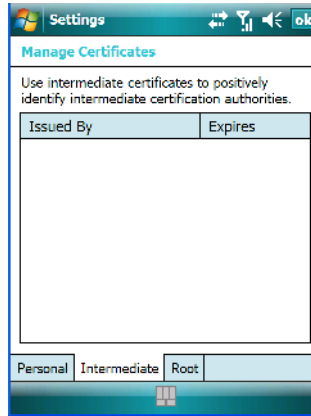 Settings
ok
Manage Certificates
Use intermediate certificates to positively
identify intermediate certification authorities.
Issued By Expires
Personal Intermediate Root